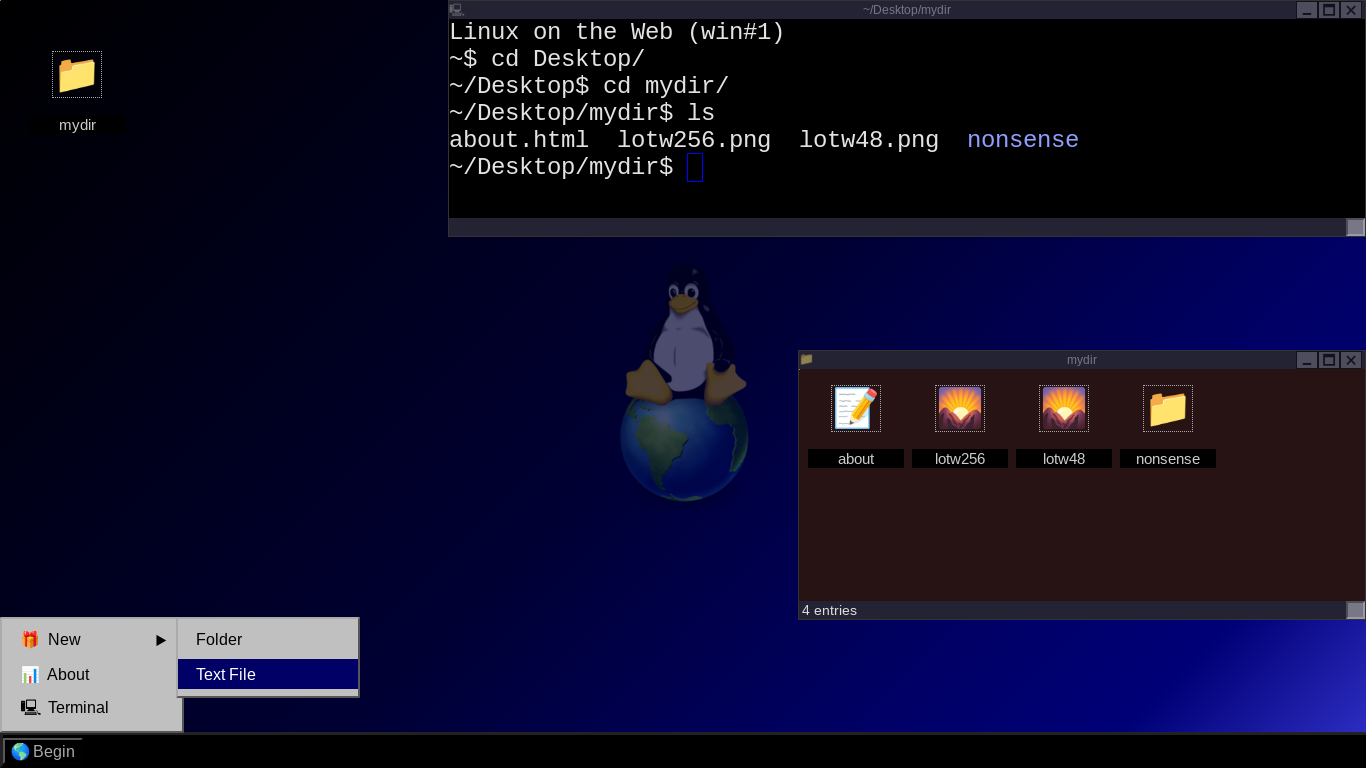 ~/Desktop/mydir
Linux on the Web (win#1)
~$ cd Desktop/
~/Desktop$ cd mydir/
~/Desktop/mydir$ ls
about.html  lotw256.png  lotw48.png  nonsense
~/Desktop/mydir$
mydir
mydir
about lotw256 lotw48 nonsense
4 entries
New
About
Terminal
Folder
Text File
Begin